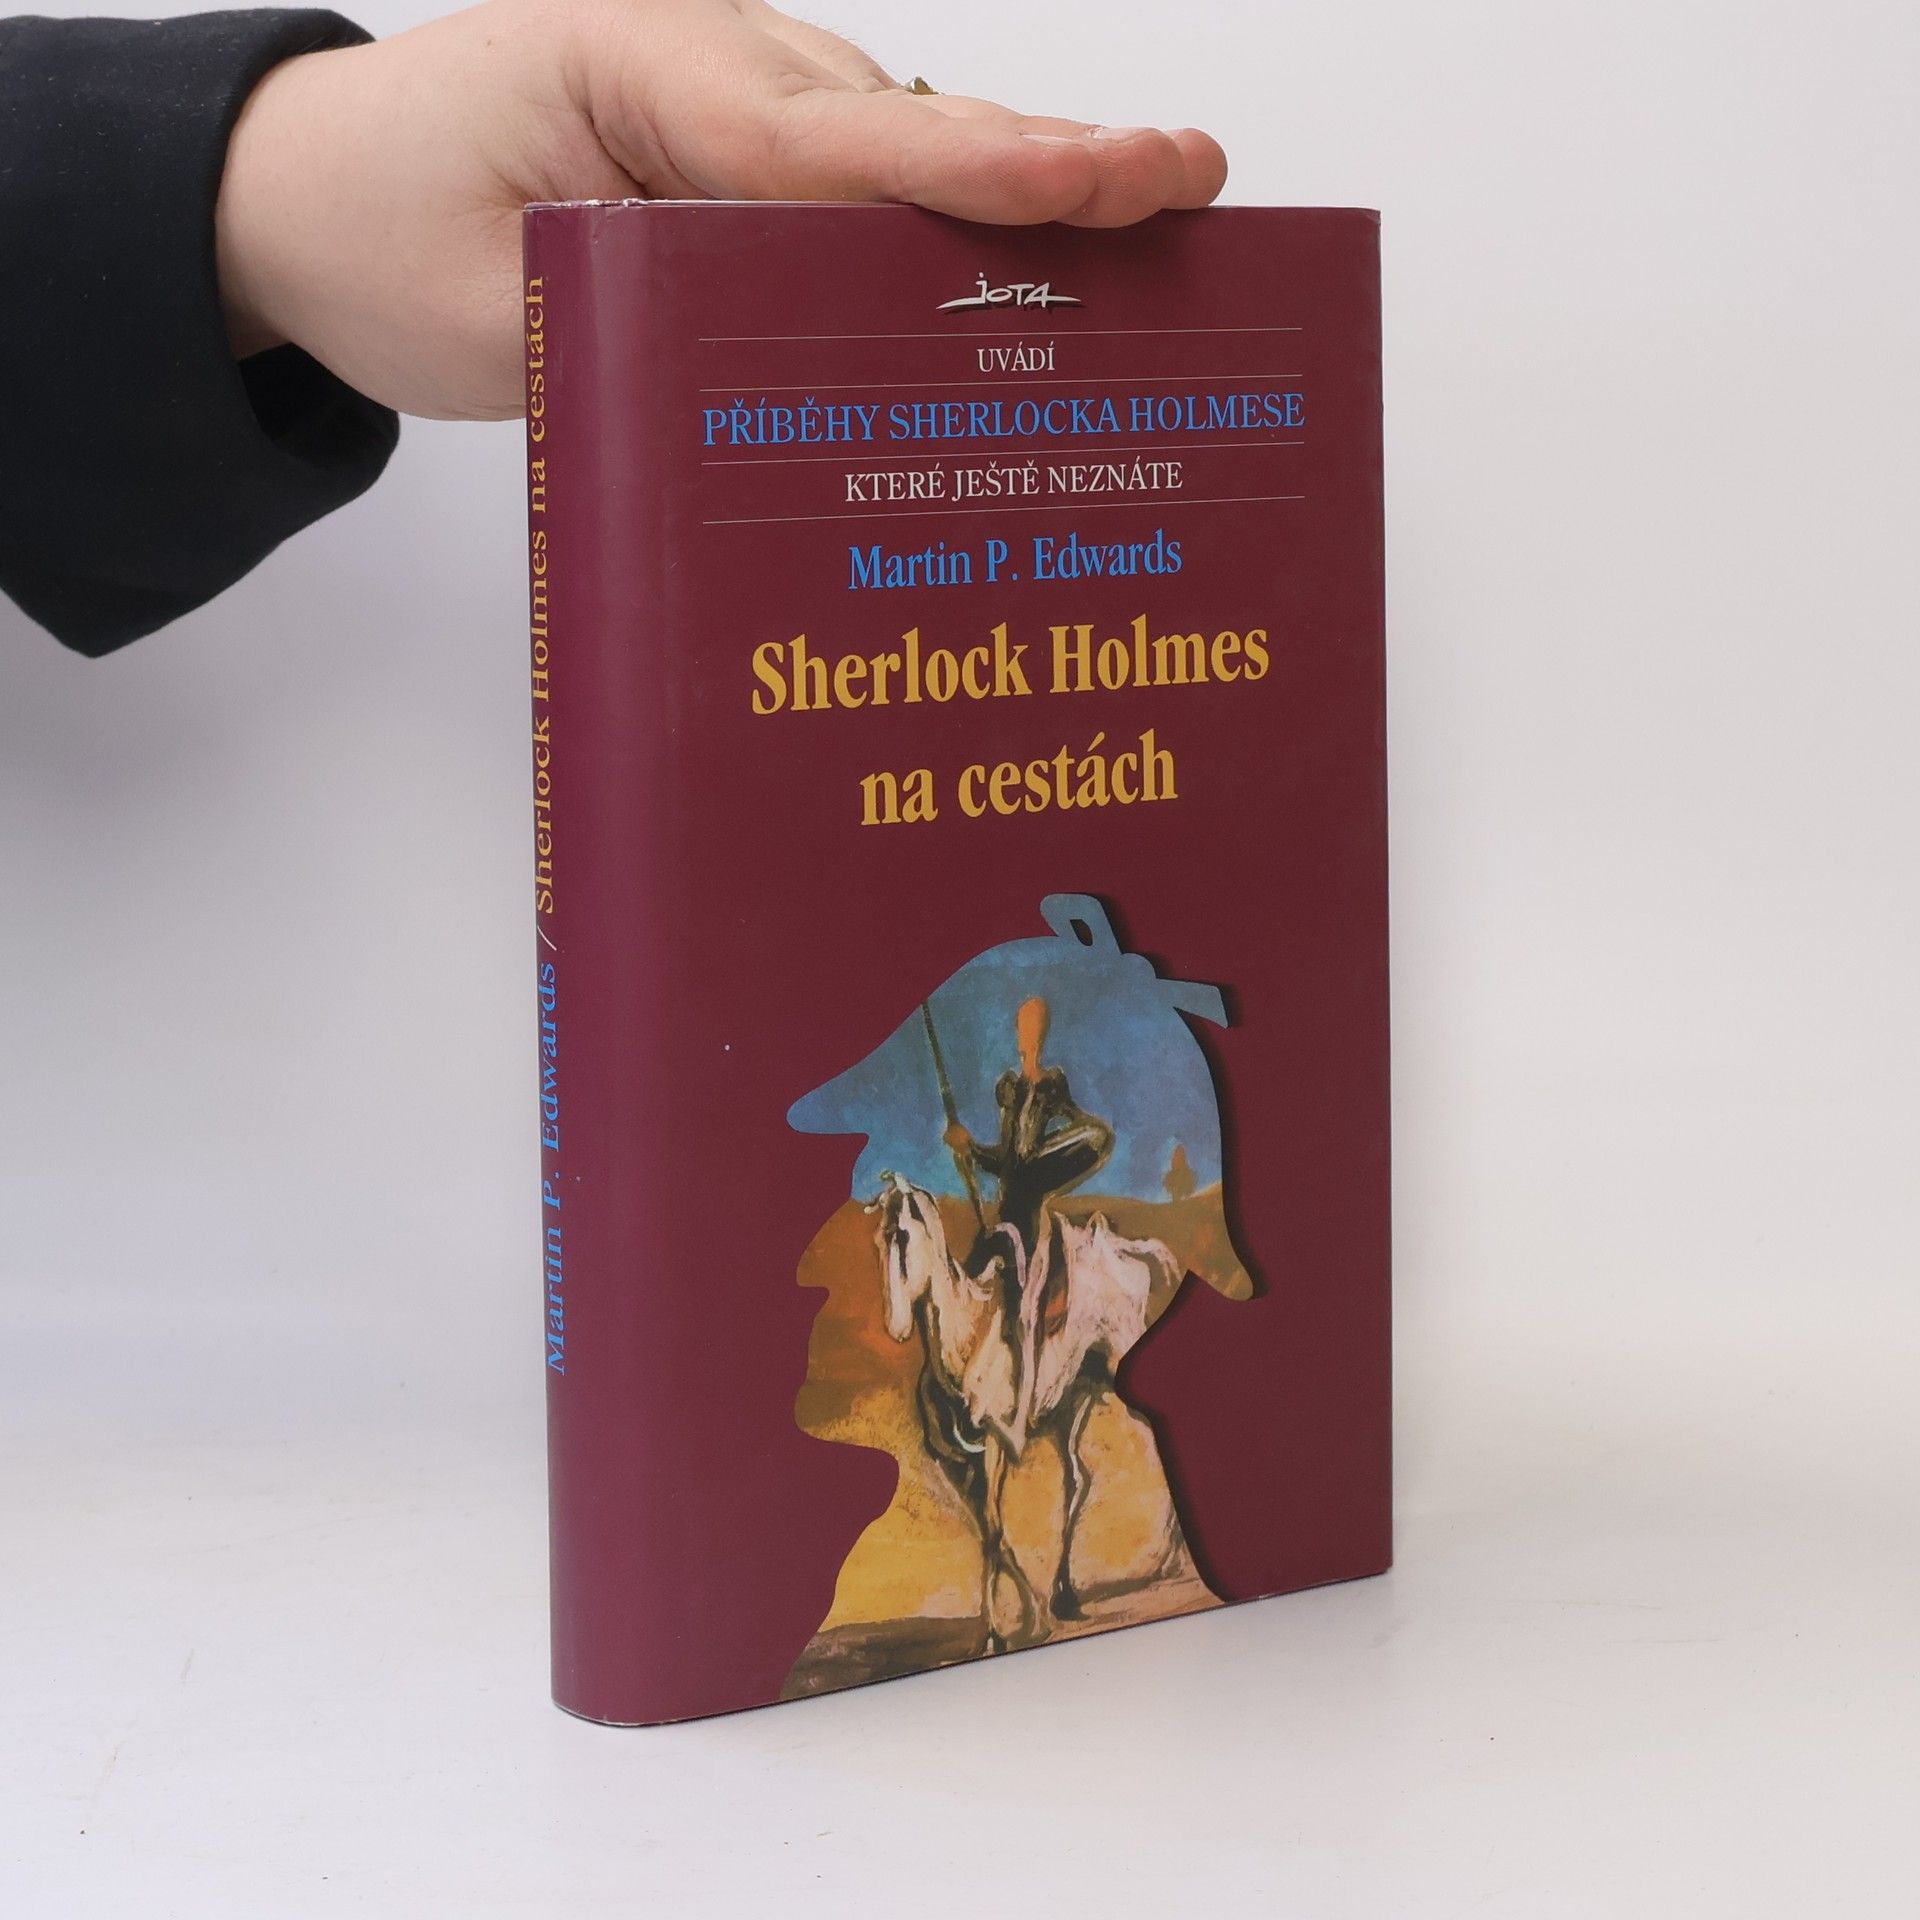 JOTA
UVÁDÍ
PŘÍBĚHY SHERLOCKA HOLMESE
KTERÉ JEŠTĚ NEZNÁTE
Martin P. Edwards
Sherlock Holmes
na cestách
Martin P. Edwards / Sherlock Holmes na cestách